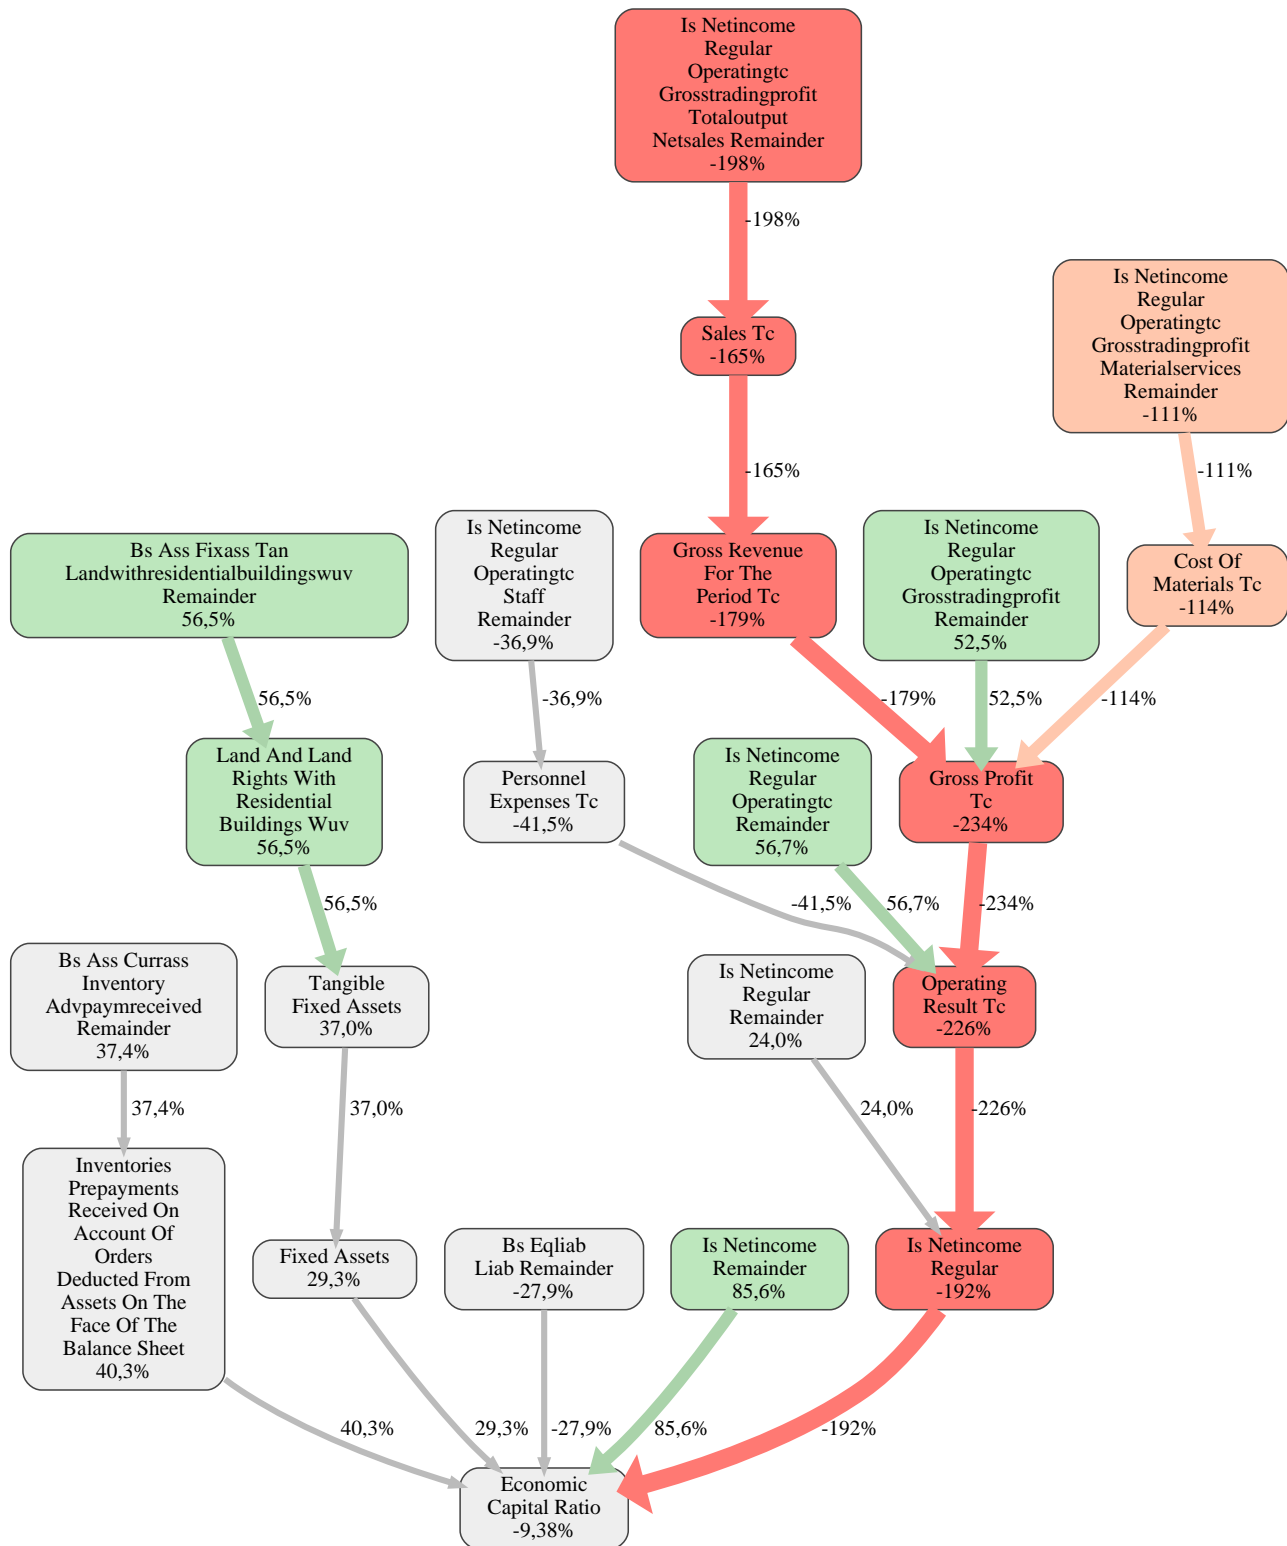 Is Netincome
Regular
Operatingtc
Grosstradingprofit
Totaloutput
Netsales Remainder
-198%
-198%
Is Netincome
Regular
Operatingtc
Grosstradingprofit
Materialservices
Remainder
-111%
Sales Tc
-165%
-165%
-111%
Bs Ass Fixass Tan
Landwithresidentialbuildingswuv
Remainder
56,5%
Is Netincome
Regular
Operatingtc
Staff
Remainder
-36,9%
Gross Revenue
For The
Period Tc
-179%
Is Netincome
Regular
Operatingtc
Grosstradingprofit
Remainder
52,5%
Cost Of
Materials Tc
-114%
56,5%
-36,9%
-179%
52,5%
-114%
Land And Land
Rights With
Residential
Buildings Wuv
56,5%
Personnel
Expenses Tc
-41,5%
Is Netincome
Regular
Operatingtc
Remainder
56,7%
Gross Profit
Tc
-234%
56,5%
-41,5%
56,7%
-234%
Bs Ass Currass
Inventory
Advpaymreceived
Remainder
37,4%
Tangible
Fixed Assets
37,0%
Is Netincome
Regular
Remainder
24,0%
Operating
Result Tc
-226%
37,4%
37,0%
24,0%
-226%
Inventories
Prepayments
Received On
Account Of
Orders
Deducted From
Assets On The
Face Of The
Balance Sheet
40,3%
Fixed Assets
29,3%
Bs Eqliab
Liab Remainder
-27,9%
Is Netincome
Remainder
85,6%
Is Netincome
Regular
-192%
40,3%
29,3%
-27,9%
85,6%
-192%
Economic
Capital Ratio
-9,38%